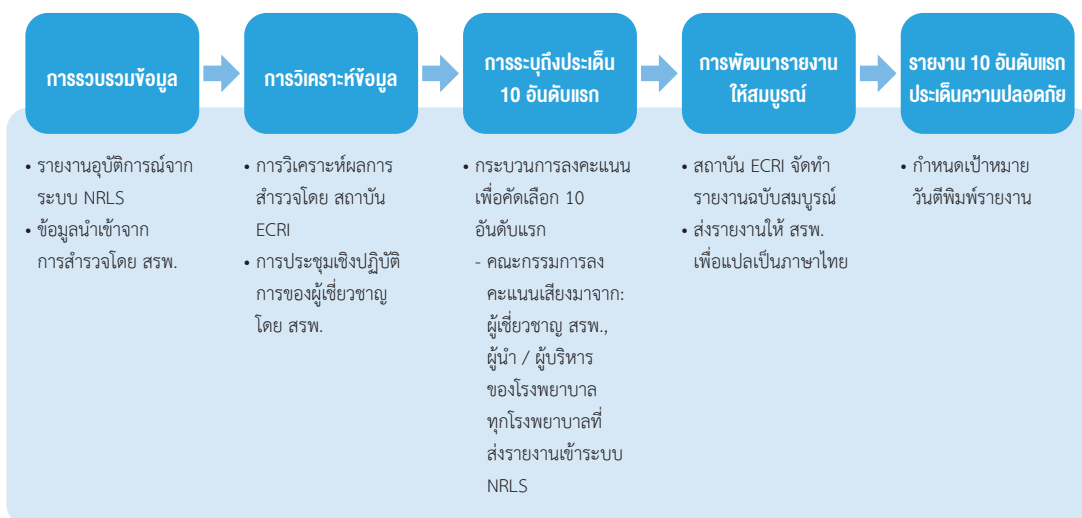 การรวบรวมข้อมูล
การวิเคราะห์ข้อมูล
การระบุถึงประเด็น
10 อันดับแรก
การพัฒนารายงาน
ให้สมบูรณ์
รายงาน 10 อันดับแรก
ประเด็นความปลอดภัย
• รายงานอุบัติการณ์จาก
ระบบ NRLS
• ข้อมูลนำเข้าจาก
การสำรวจโดย สรพ.
• การวิเคราะห์ผลการ
สำรวจโดย สถาบัน
ECRI
• การประชุมเชิงปฏิบัติ
การของผู้เชี่ยวชาญ
โดย สรพ.
• กระบวนการลงคะแนน
เพื่อคัดเลือก 10
อันดับแรก
- คณะกรรมการลง
คะแนนเสียงมาจาก:
ผู้เชี่ยวชาญ สรพ.,
ผู้นำ / ผู้บริหาร
ของโรงพยาบาล
ทุกโรงพยาบาลที่
ส่งรายงานเข้าระบบ
NRLS
• สถาบัน ECRI จัดทำ
รายงานฉบับสมบูรณ์
• ส่งรายงานให้ สรพ.
เพื่อแปลเป็นภาษาไทย
• กำหนดเป้าหมาย
วันตีพิมพ์รายงาน